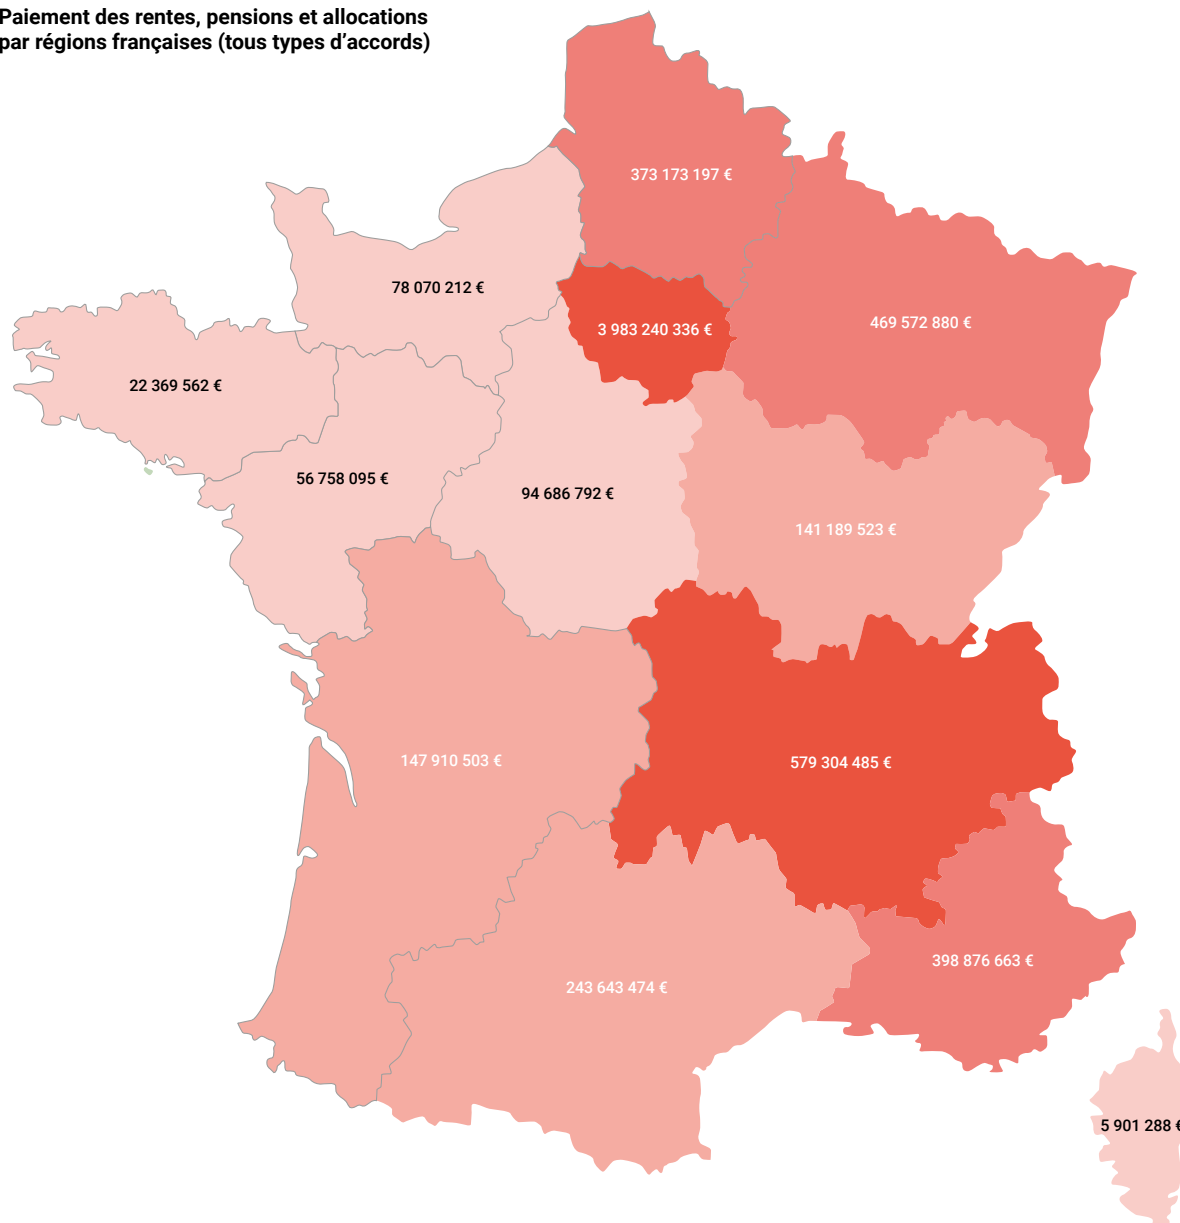 Paiement des rentes, pensions et allocations
par régions françaises (tous types d’accords)
373 173 197 €
78 070 212 €
3 983 240 336 €
469 572 880 €
22 369 562 €
56 758 095 €
94 686 792 €
141 189 523 €
147 910 503 €
579 304 485 €
398 876 663 €
243 643 474 €
5 901 288 €